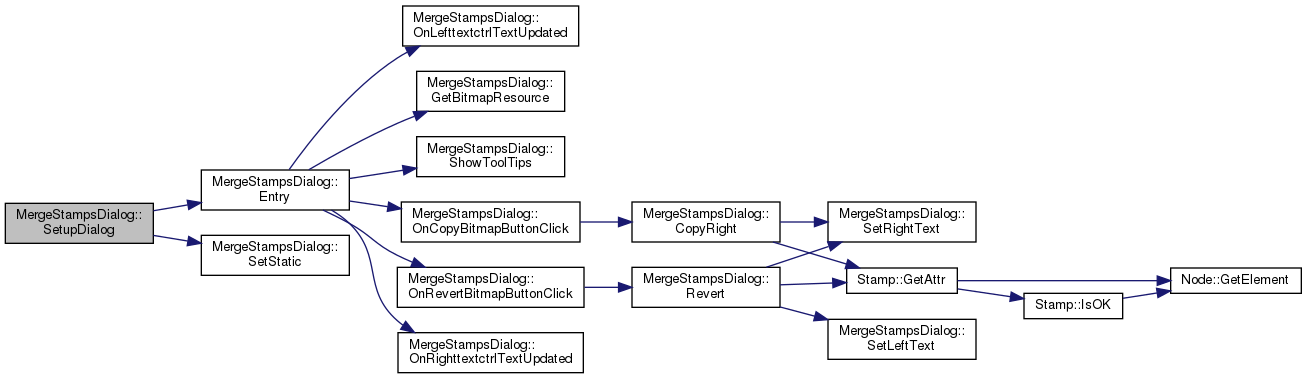 MergeStampsDialog::
SetupDialog
MergeStampsDialog::
Entry
MergeStampsDialog::
SetStatic
MergeStampsDialog::
OnLefttextctrlTextUpdated
MergeStampsDialog::
GetBitmapResource
MergeStampsDialog::
ShowToolTips
MergeStampsDialog::
OnCopyBitmapButtonClick
MergeStampsDialog::
OnRevertBitmapButtonClick
MergeStampsDialog::
OnRighttextctrlTextUpdated
MergeStampsDialog::
CopyRight
MergeStampsDialog::
Revert
MergeStampsDialog::
SetRightText
Stamp::GetAttr
MergeStampsDialog::
SetLeftText
Stamp::IsOK
Node::GetElement